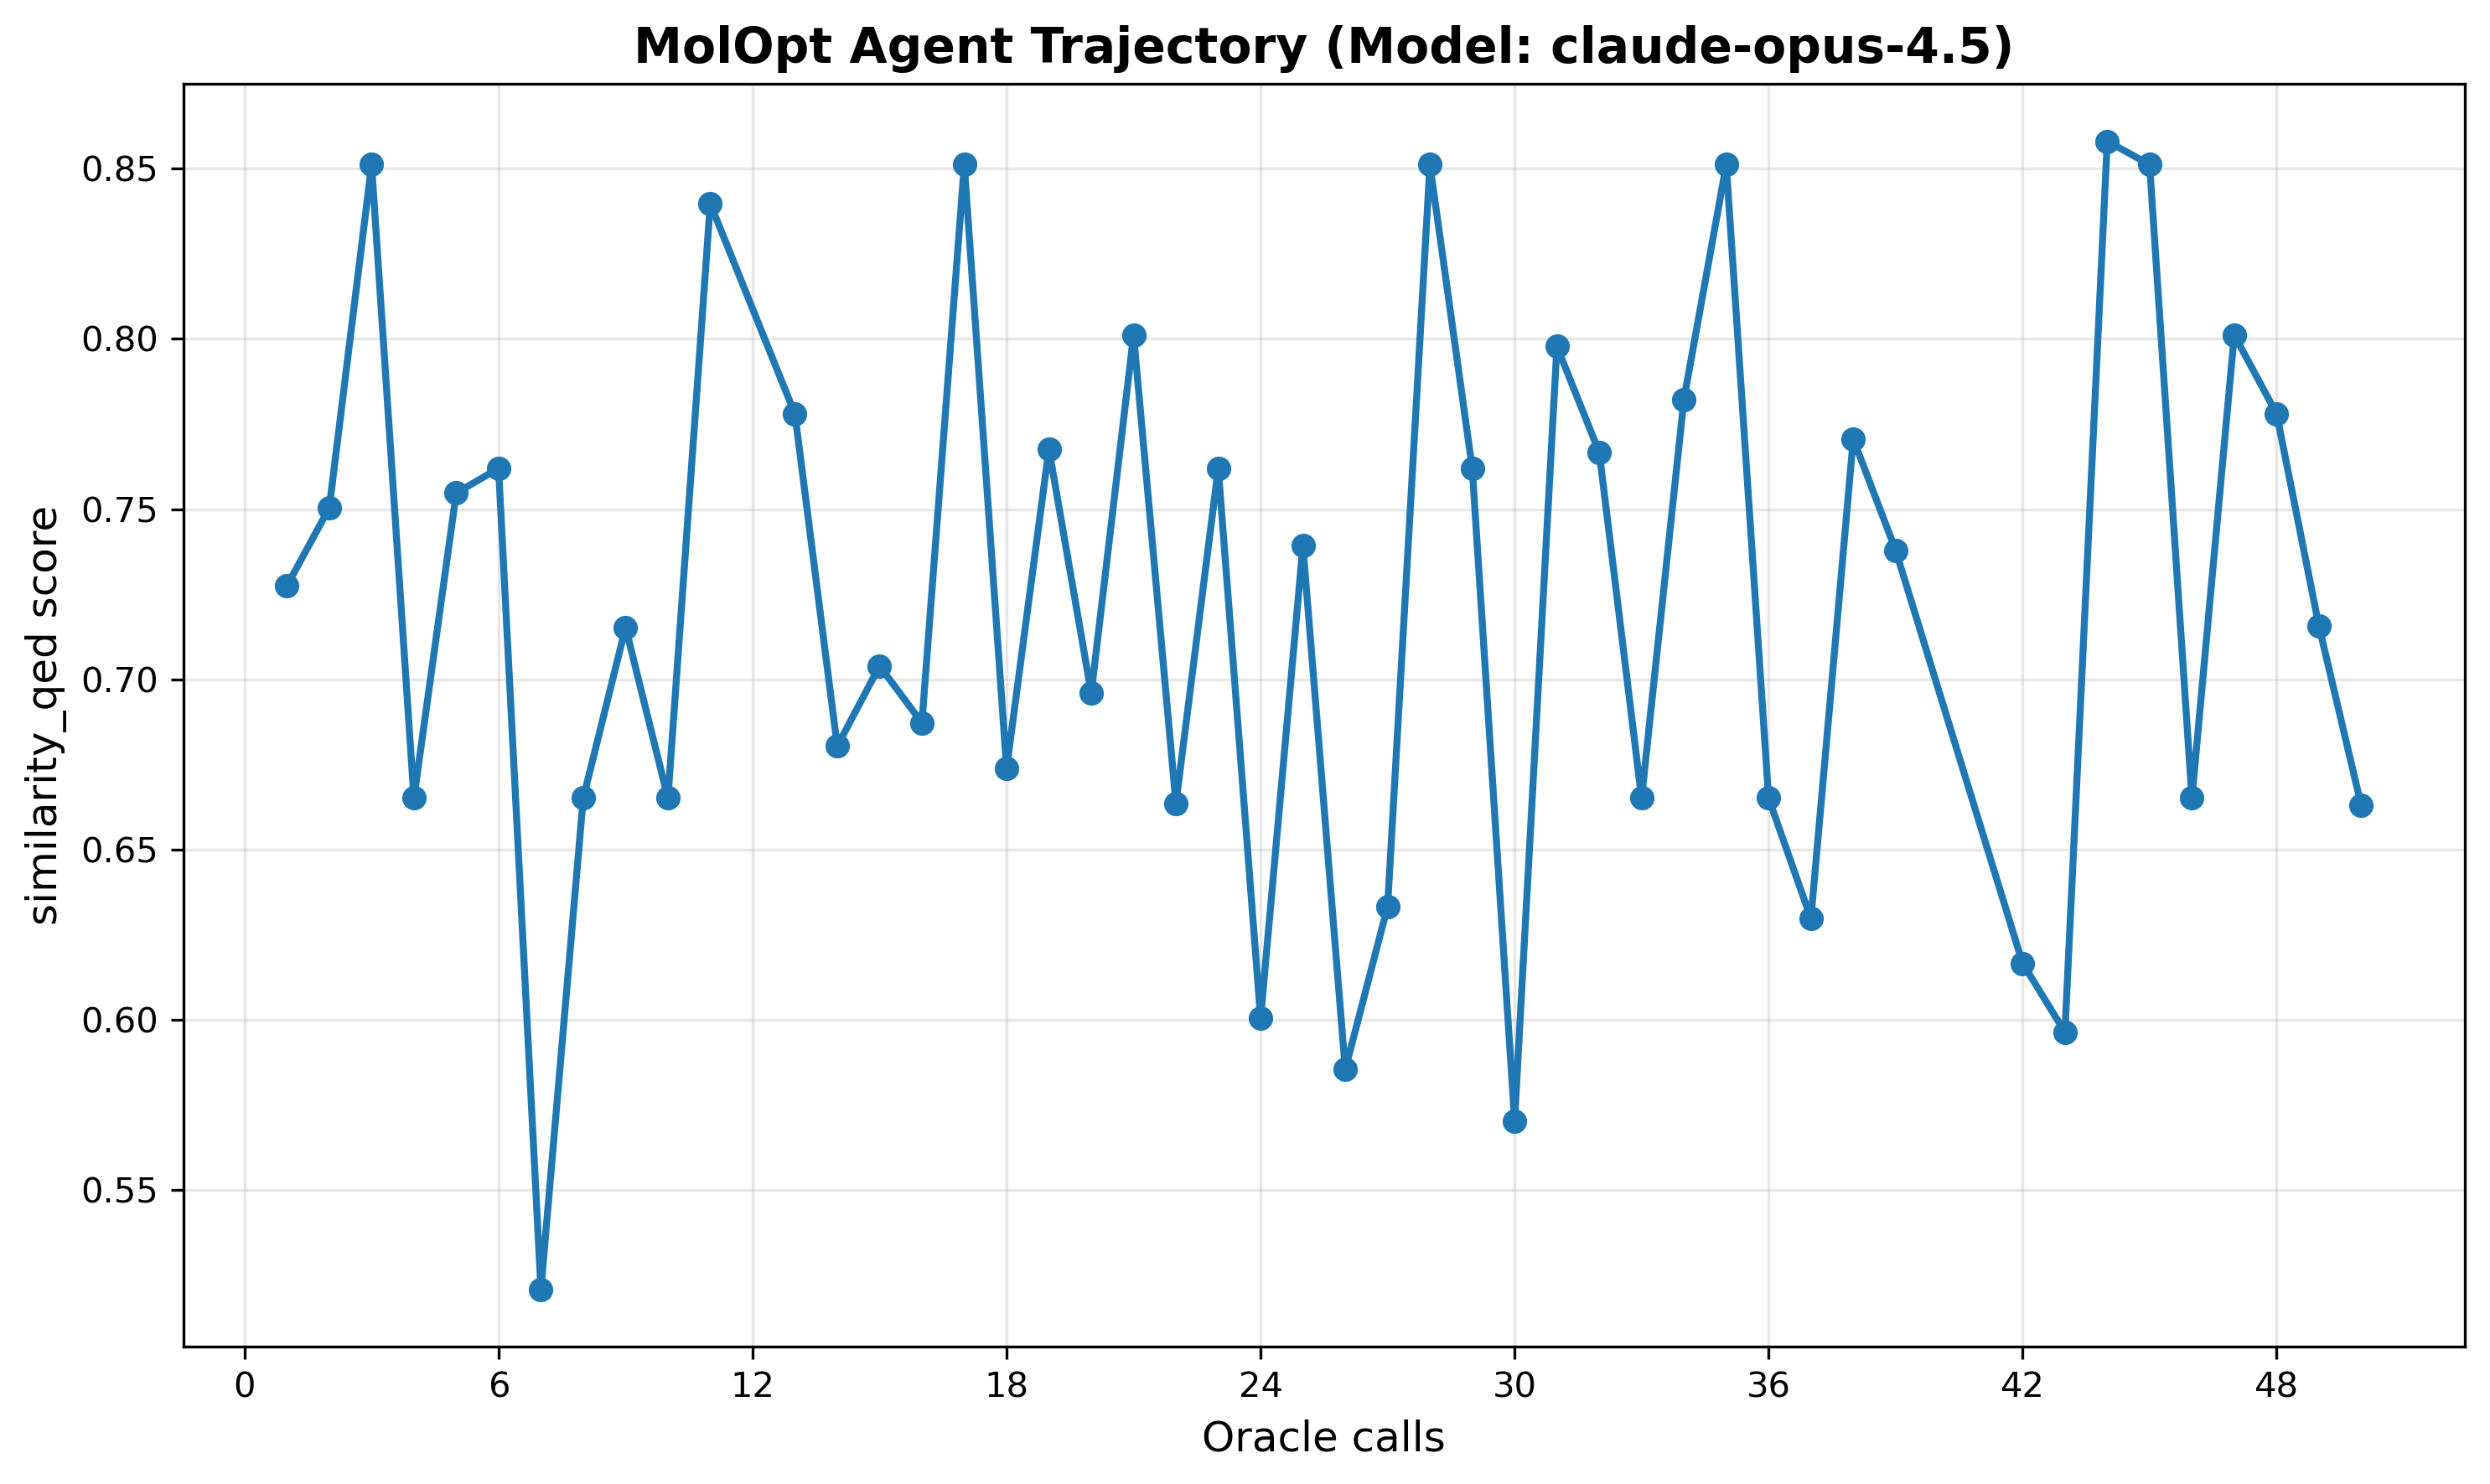 MolOpt Agent Trajectory (Model: claude-opus-4.5)
similarity_qed score
0.85
0.80
0.75
0.70
0.65
0.60
0.55
0 6 12 18 24 30 36 42 48
Oracle calls